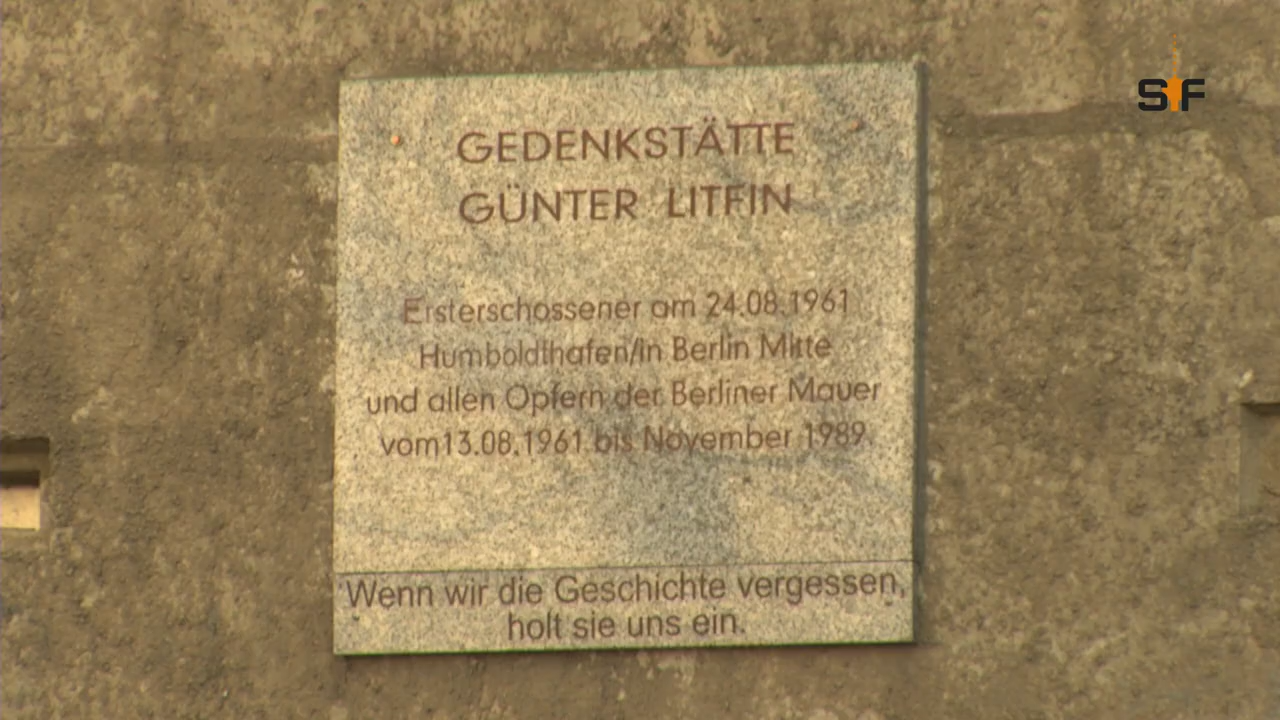 SF
GEDENKSTÄTTE
GÜNTER LITFIN
Ersterschossener am 24.08.1961
Humboldthafen/in Berlin Mitte
und allen Opfern der Berliner Mauer
vom 13.08.1961 bis November 1989.
Wenn wir die Geschichte vergessen,
holt sie uns ein.